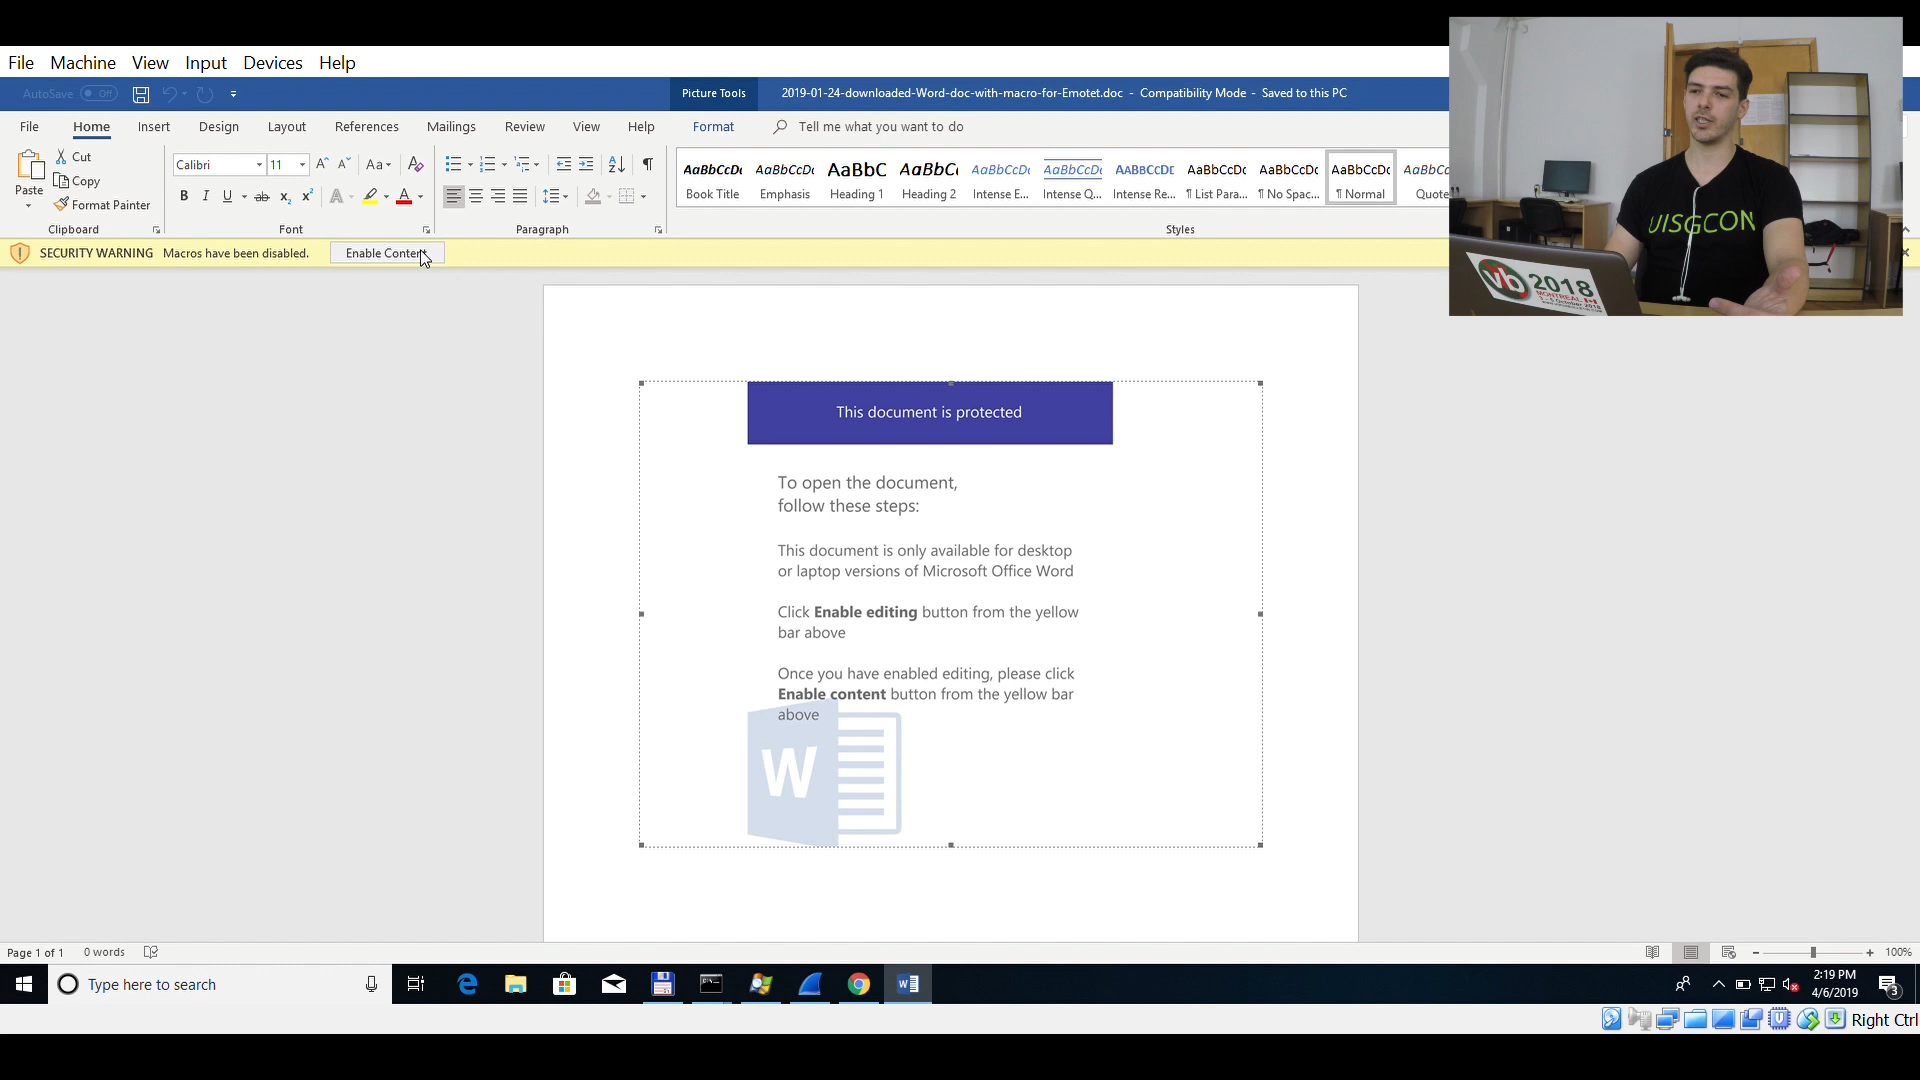 File Machine View Input Devices Help
AutoSave Off
Picture Tools
2019-01-24-downloaded-Word-doc-with-macro-for-Emotet.doc - Compatibility Mode - Saved to this PC
File Home Insert Design Layout References Mailings Review View Help Format Tell me what you want to do
Paste
Cut
Copy
Format Painter
Clipboard
Calibri 11
Font
Paragraph
AaBbCcDc AaBbCcDc AaBbC AaBbCc AaBbCcDc AaBbCcDc AABBCCDC AaBbCcDc AaBbCcDc AaBbCcDc AaBbCc
Book Title Emphasis Heading 1 Heading 2 Intense E... Intense Q... Intense Re... ¶ List Para... ¶ No Spac... ¶ Normal Quote
Styles
SECURITY WARNING Macros have been disabled. Enable Content
UISGCON
vb 2018
MONTREAL
3 - 5 October 2018
This document is protected
To open the document,
follow these steps:
This document is only available for desktop
or laptop versions of Microsoft Office Word
Click Enable editing button from the yellow
bar above
Once you have enabled editing, please click
Enable content button from the yellow bar
above
W
Page 1 of 1 0 words
100%
Type here to search
2:19 PM
4/6/2019
3
Right Ctrl